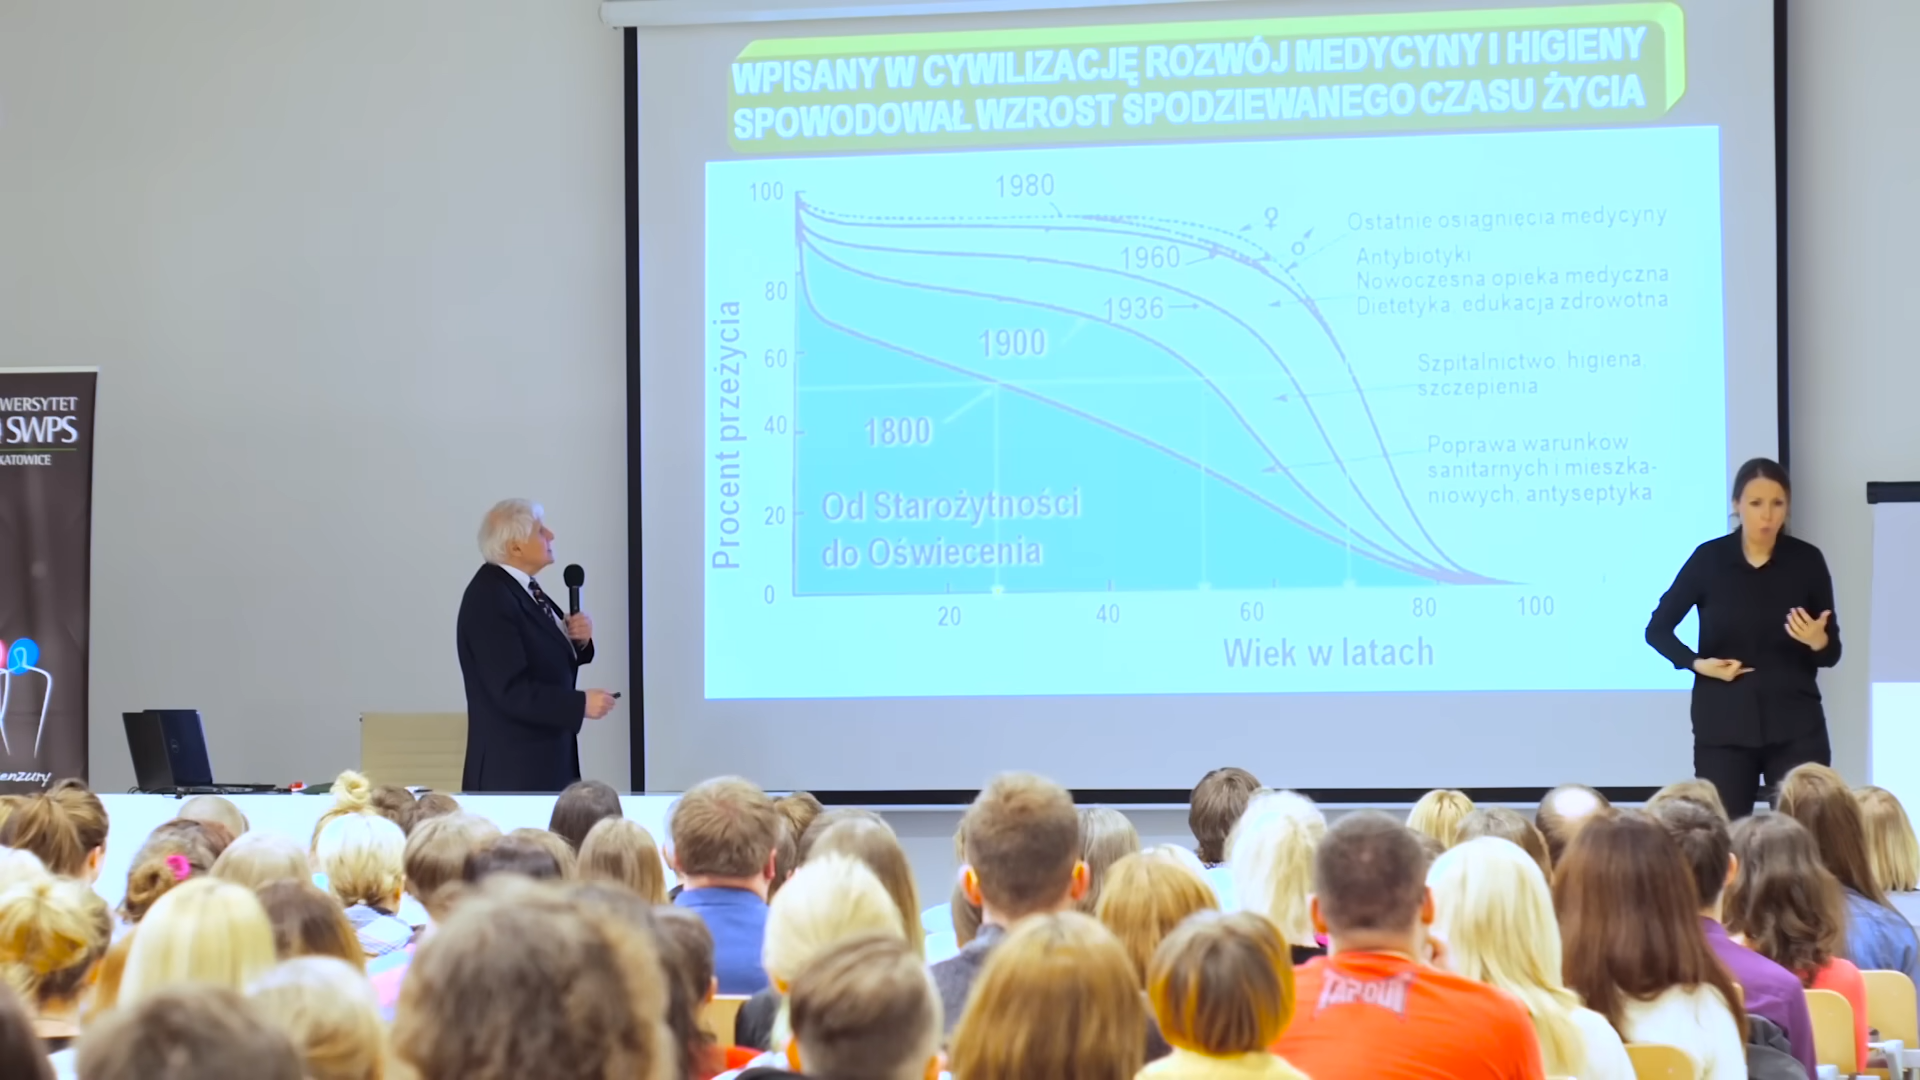 WPISANY W CYWILIZACJĘ ROZWÓJ MEDYCYNY I HIGIENY
SPOWODOWAŁ WZROST SPODZIEWANEGO CZASU ŻYCIA
Procent przeżycia
100
80
60
40
20
0
1980
1960
1936
1900
1800
♀
♂
Od Starożytności
do Oświecenia
Ostatnie osiągnięcia medycyny
Antybiotyki
Nowoczesna opieka medyczna
Dietetyka, edukacja zdrowotna
Szpitalnictwo, higiena,
szczepienia
Poprawa warunkow
sanitarnych i mieszka-
niowych, antyseptyka
20
40
60
80
100
Wiek w latach
WERSYTET
SWPS
KATOWICE
enzury
TAPOUT